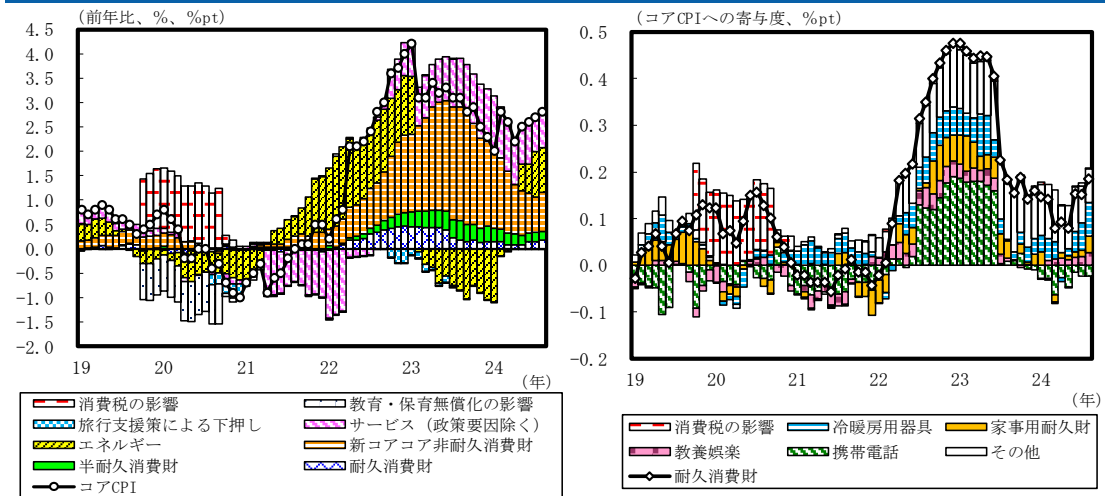 (前年比、%、%pt)
4.5
4.0
3.5
3.0
2.5
2.0
1.5
1.0
0.5
0.0
-0.5
-1.0
-1.5
-2.0
19 20 21 22 23 24
(年)
消費税の影響 教育・保育無償化の影響
旅行支援策による下押し サービス(政策要因除く)
エネルギー 新コアコア非耐久消費財
半耐久消費財 耐久消費財
コアCPI
(コアCPIへの寄与度、%pt)
0.5
0.4
0.3
0.2
0.1
0.0
-0.1
-0.2
19 20 21 22 23 24
(年)
消費税の影響 冷暖房用器具 家事用耐久財
教養娯楽 携帯電話 その他
耐久消費財